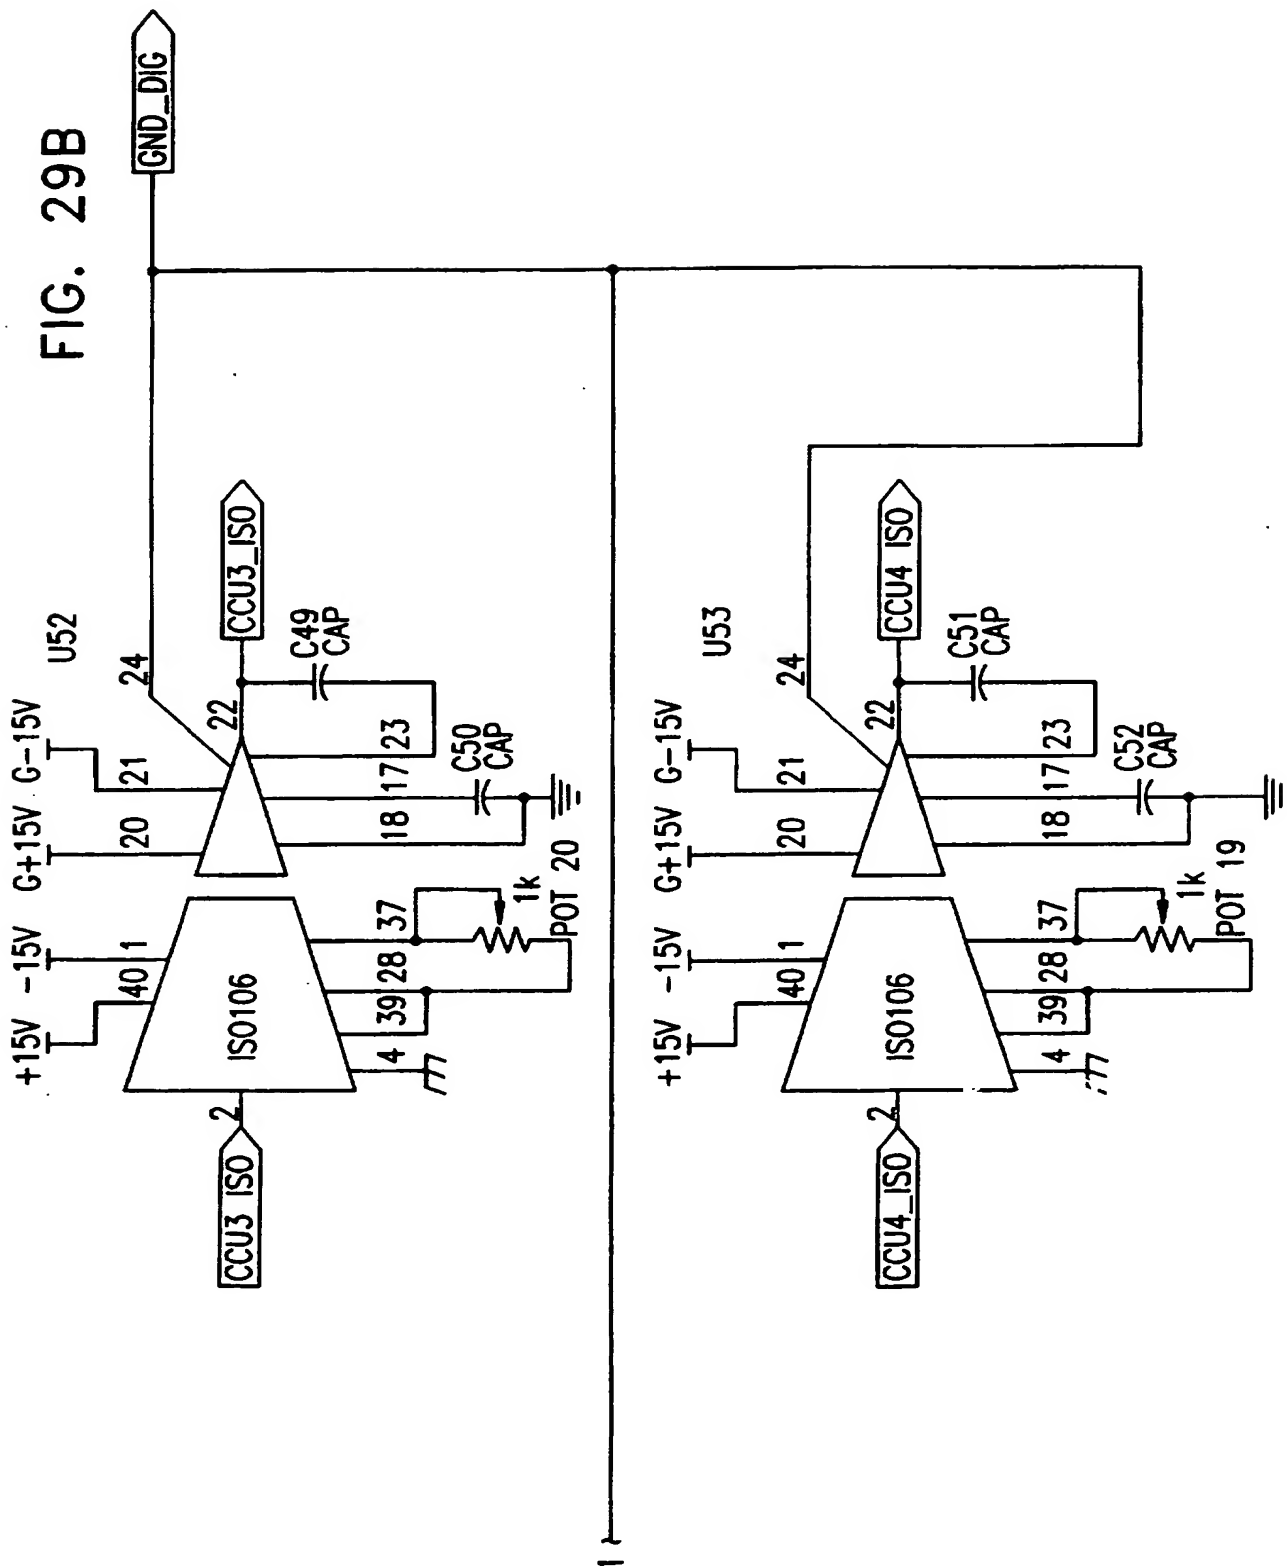 FIG. 29B
GND_DIG
U52
+15V
-15V
G+15V
G-15V
40
1
20
21
24
CCU3 ISO
2
ISO106
22
CCU3_ISO
4
39
28
37
18
17
23
C49
CAP
C50
CAP
1k
POT 20
1
U53
+15V
-15V
G+15V
G-15V
40
1
20
21
24
CCU4_ISO
2
ISO106
22
CCU4 ISO
4
39
28
37
18
17
23
C51
CAP
C52
CAP
1k
POT 19